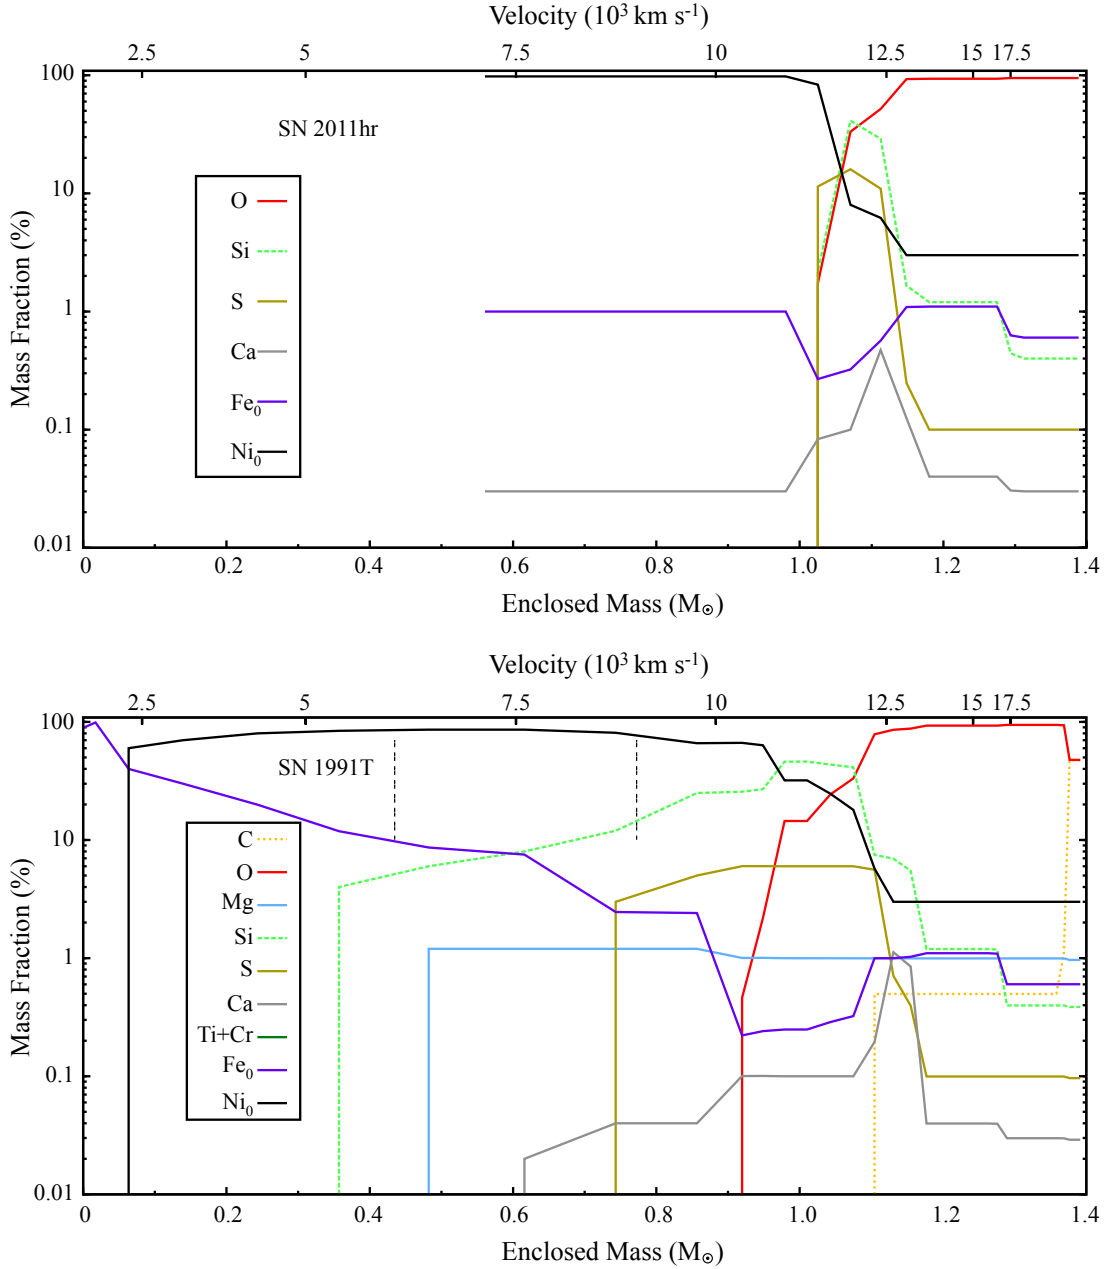 Velocity (10³ km s⁻¹)
2.5 5 7.5 10 12.5 15 17.5
100
10
1
0.1
0.01
Mass Fraction (%)
SN 2011hr
O
Si
S
Ca
Fe₀
Ni₀
0 0.2 0.4 0.6 0.8 1.0 1.2 1.4
Enclosed Mass (M☉)
Velocity (10³ km s⁻¹)
2.5 5 7.5 10 12.5 15 17.5
100
10
1
0.1
0.01
Mass Fraction (%)
SN 1991T
C
O
Mg
Si
S
Ca
Ti+Cr
Fe₀
Ni₀
0 0.2 0.4 0.6 0.8 1.0 1.2 1.4
Enclosed Mass (M☉)